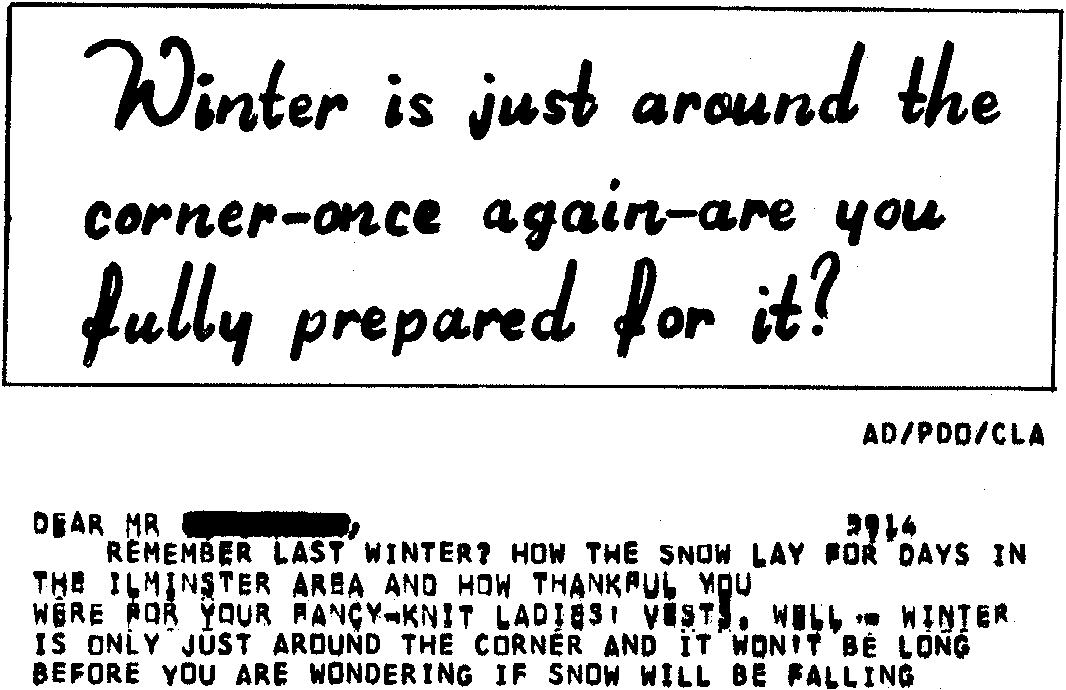 Winter is just around the
corner-once again-are you
fully prepared for it?
AD/PDO/CLA
DEAR MR , 9914
REMEMBER LAST WINTER? HOW THE SNOW LAY FOR DAYS IN
THE ILMINSTER AREA AND HOW THANKFUL YOU
WERE FOR YOUR FANCY-KNIT LADIES' VESTS. WELL -- WINTER
IS ONLY JUST AROUND THE CORNER AND IT WON'T BE LONG
BEFORE YOU ARE WONDERING IF SNOW WILL BE FALLING